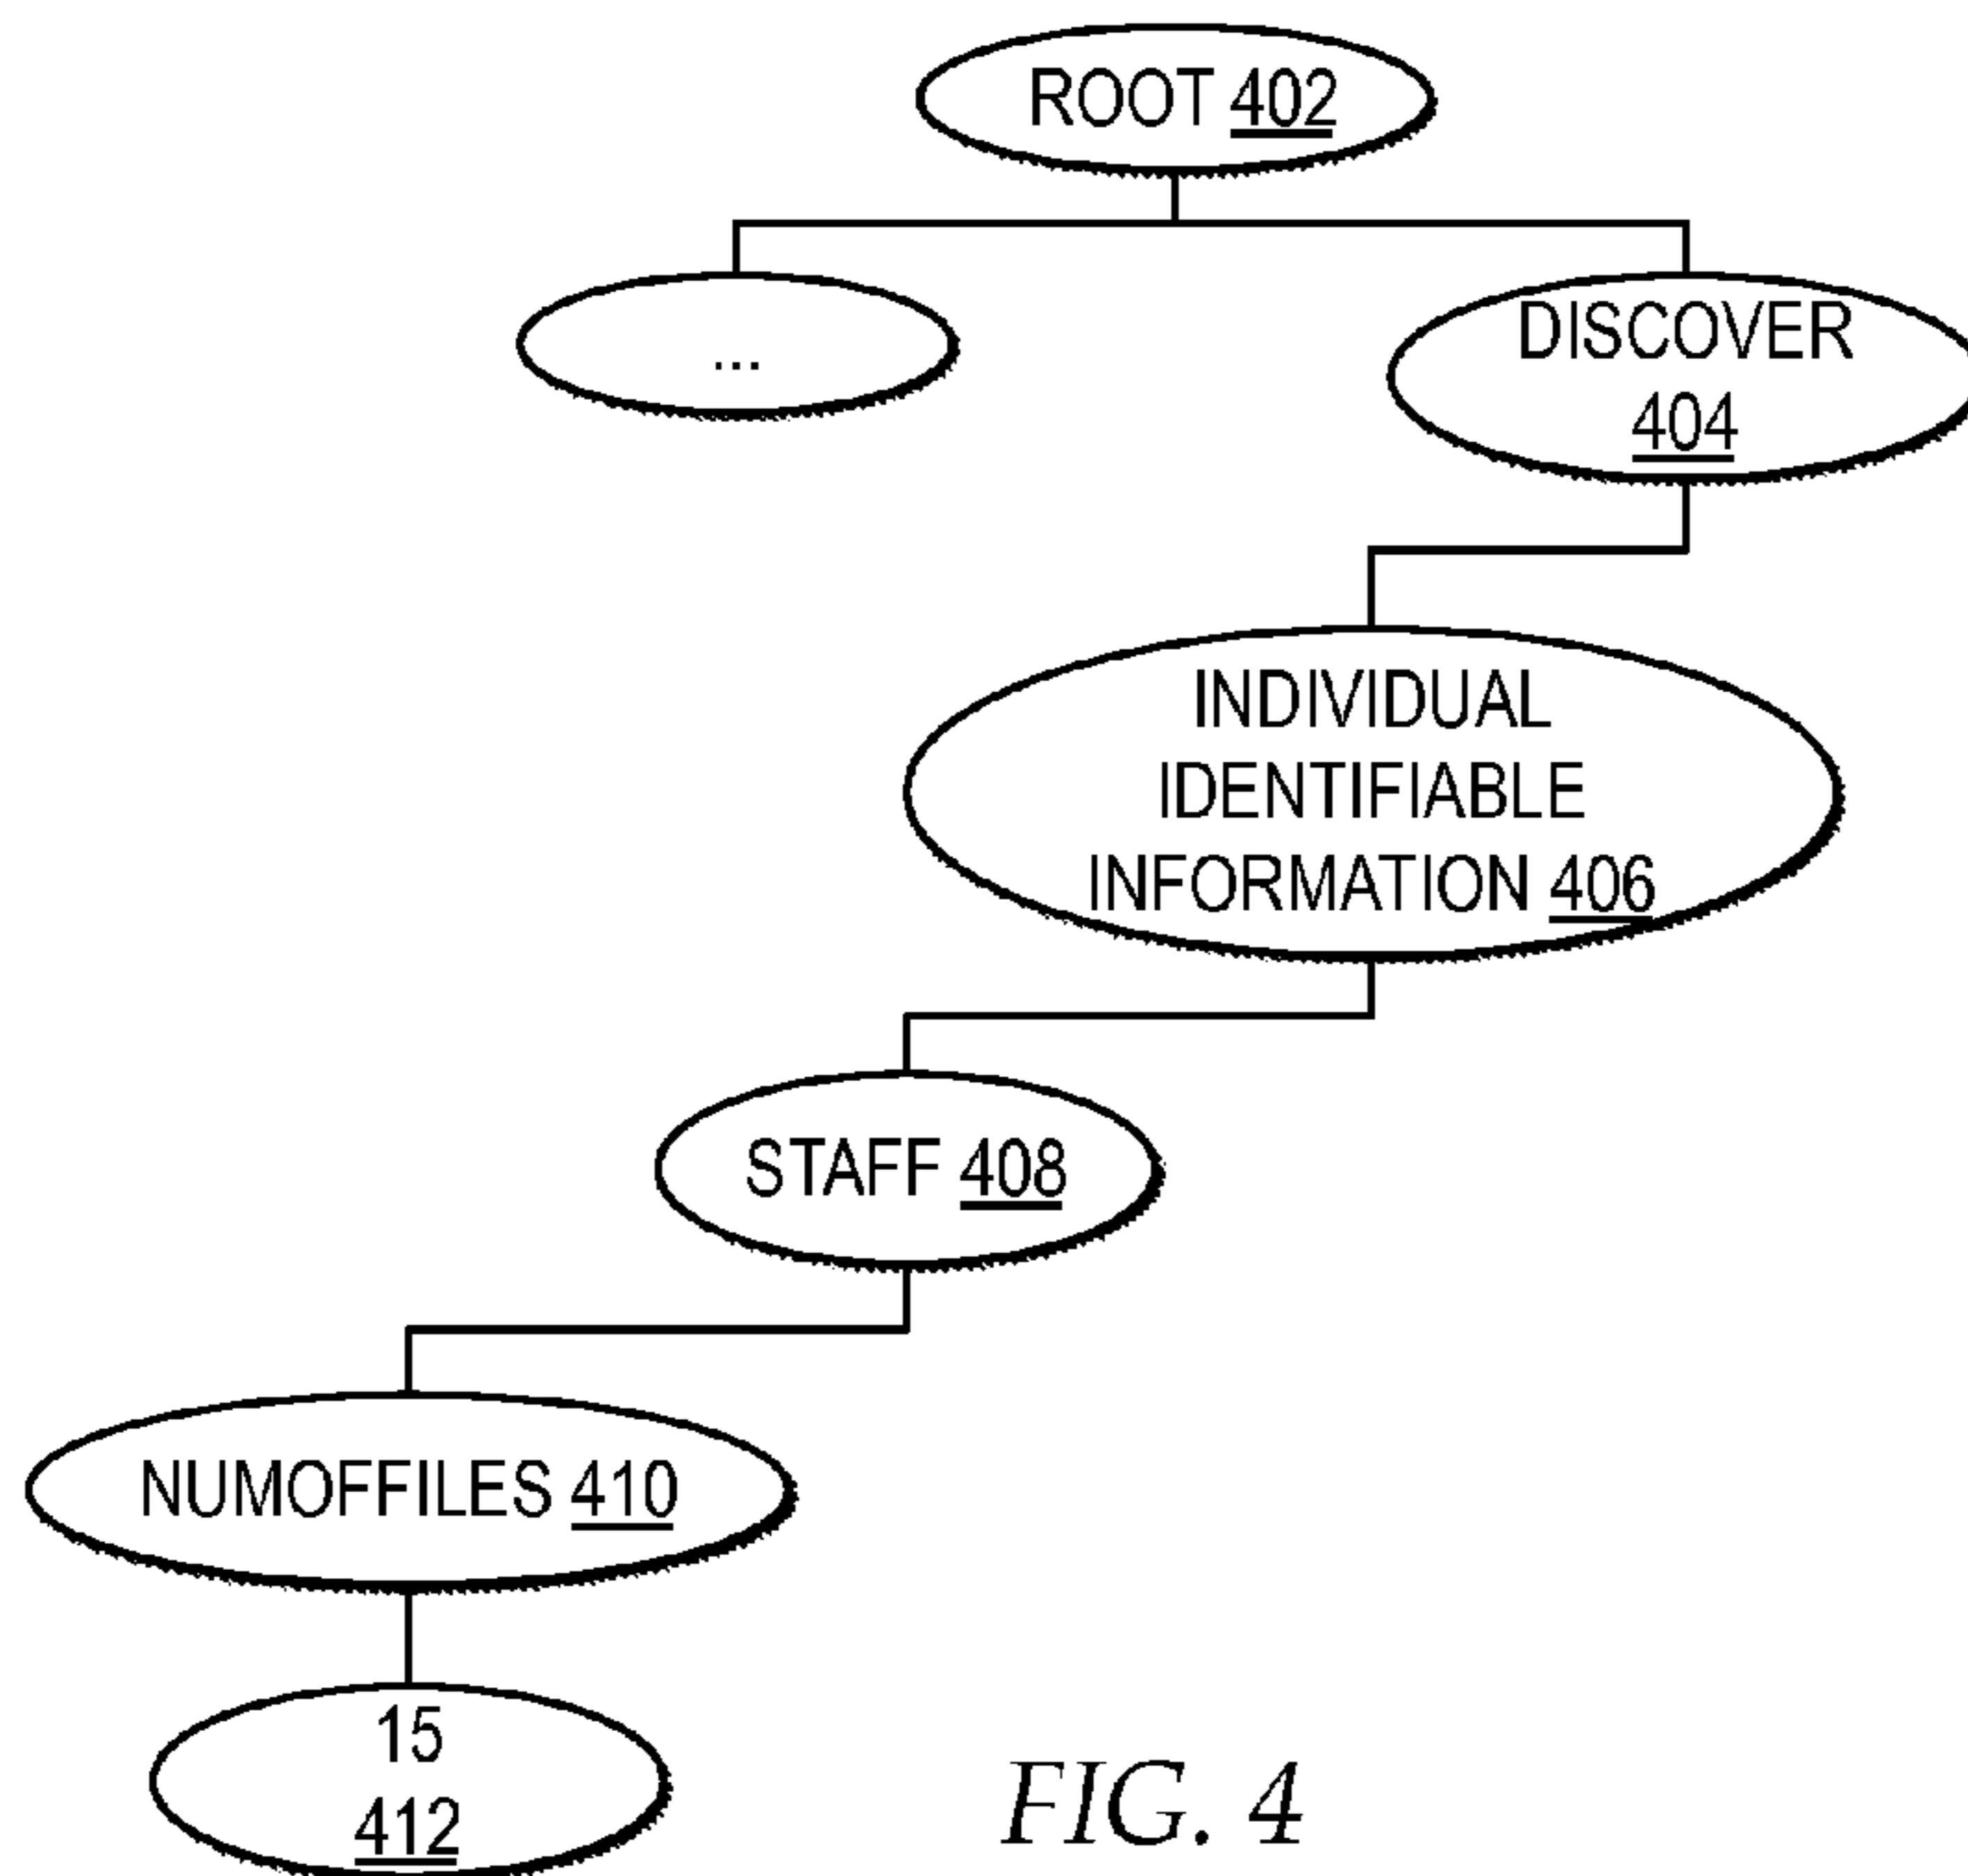 ROOT 402
...
DISCOVER
404
INDIVIDUAL
IDENTIFIABLE
INFORMATION 406
STAFF 408
NUMOFFILES 410
15
412
FIG. 4